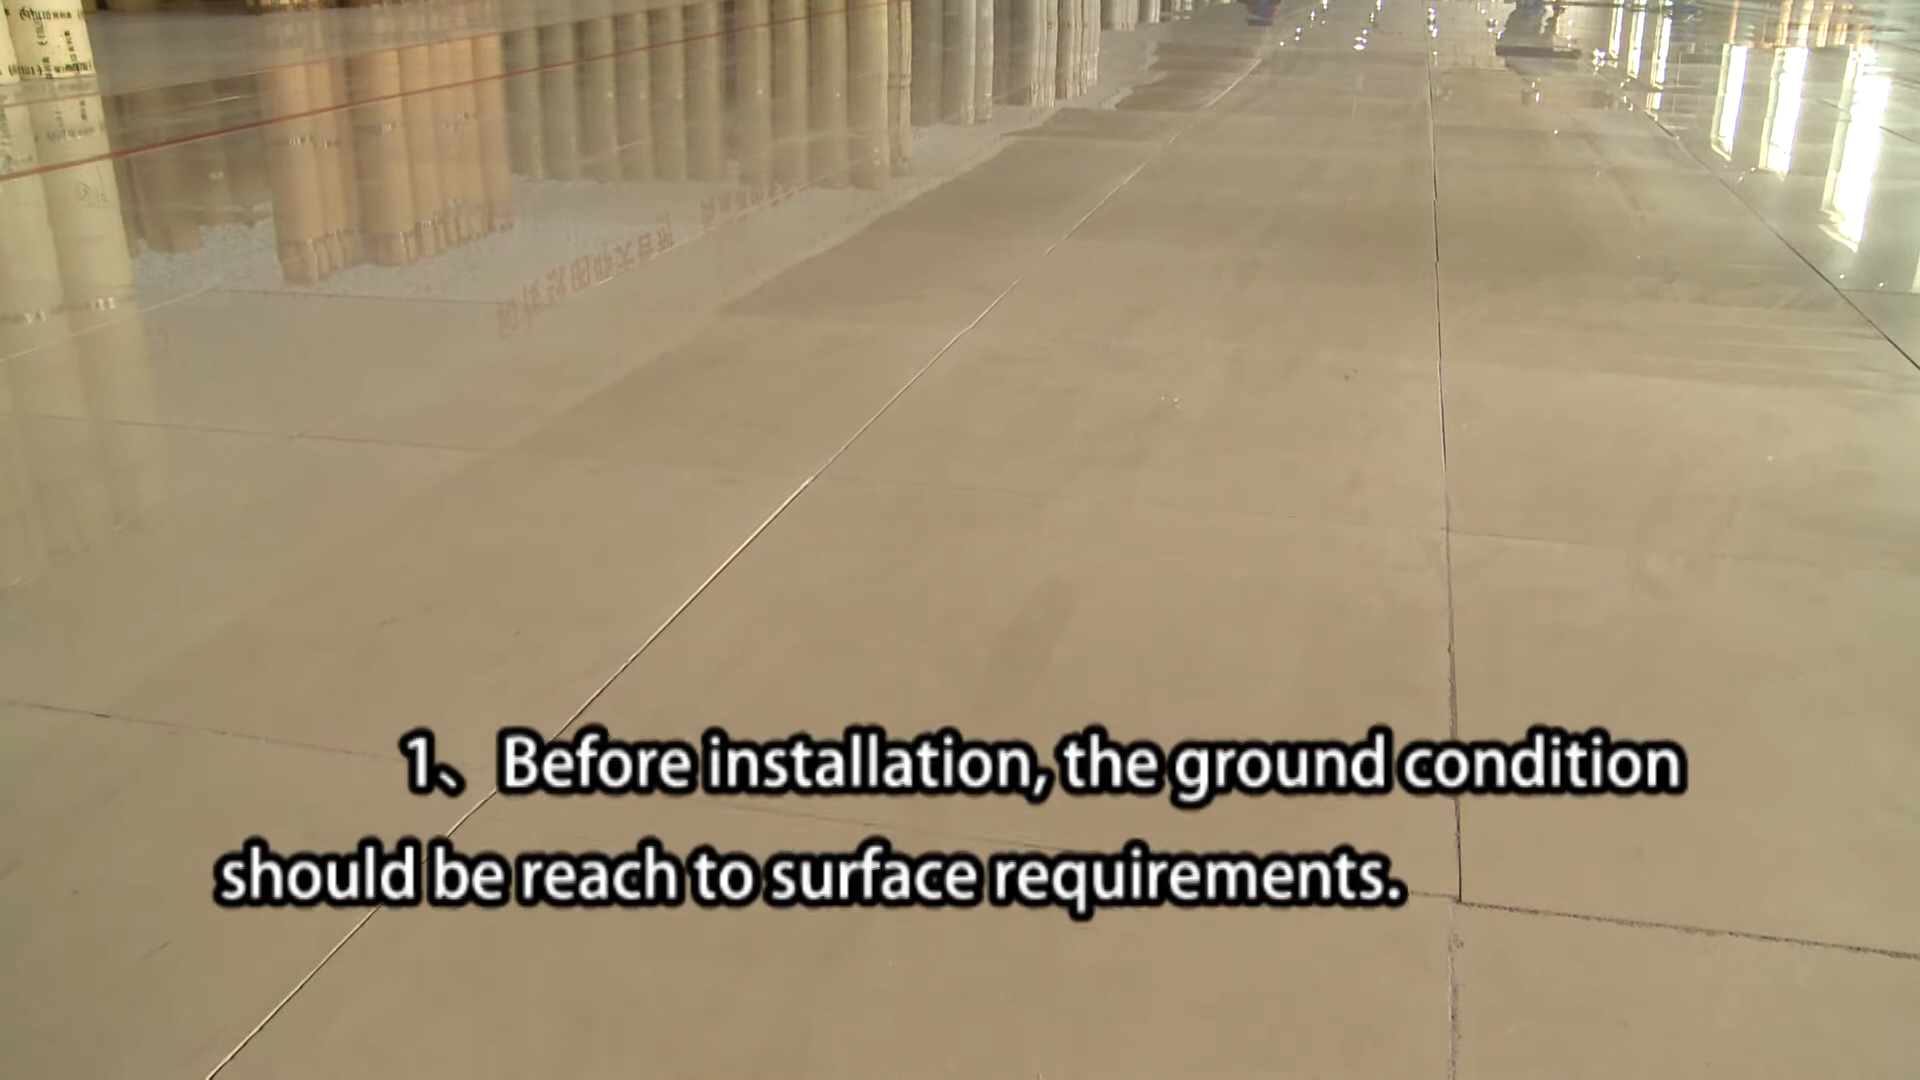 1、Before installation, the ground condition
should be reach to surface requirements.